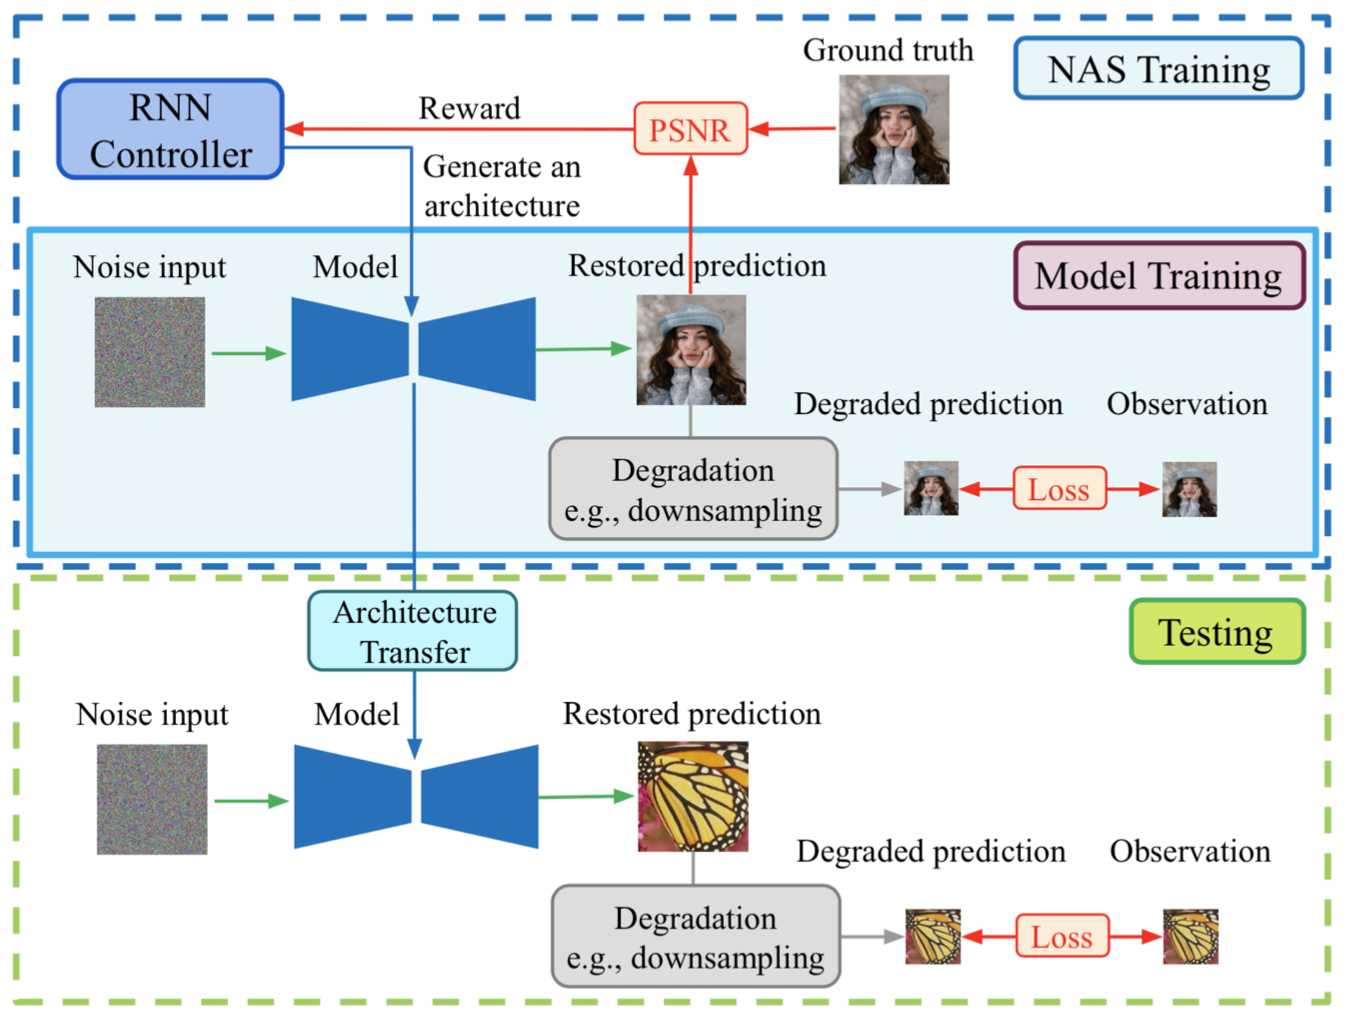 Ground truth
NAS Training
RNN
Controller
Reward
PSNR
Generate an
architecture
Noise input
Model
Restored prediction
Model Training
Degraded prediction
Observation
Degradation
e.g., downsampling
Loss
Architecture
Transfer
Testing
Noise input
Model
Restored prediction
Degraded prediction
Observation
Degradation
e.g., downsampling
Loss